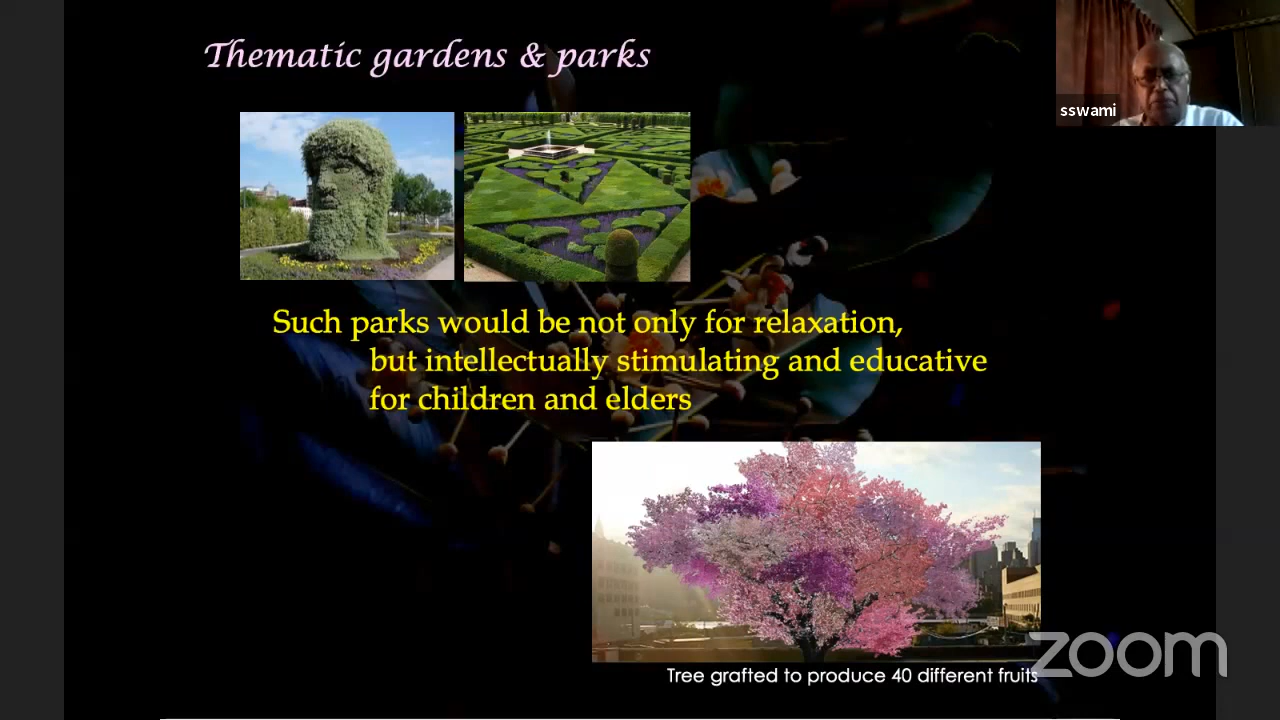 Thematic gardens & parks
sswami
Such parks would be not only for relaxation,
but intellectually stimulating and educative
for children and elders
Tree grafted to produce 40 different fruits
zoom